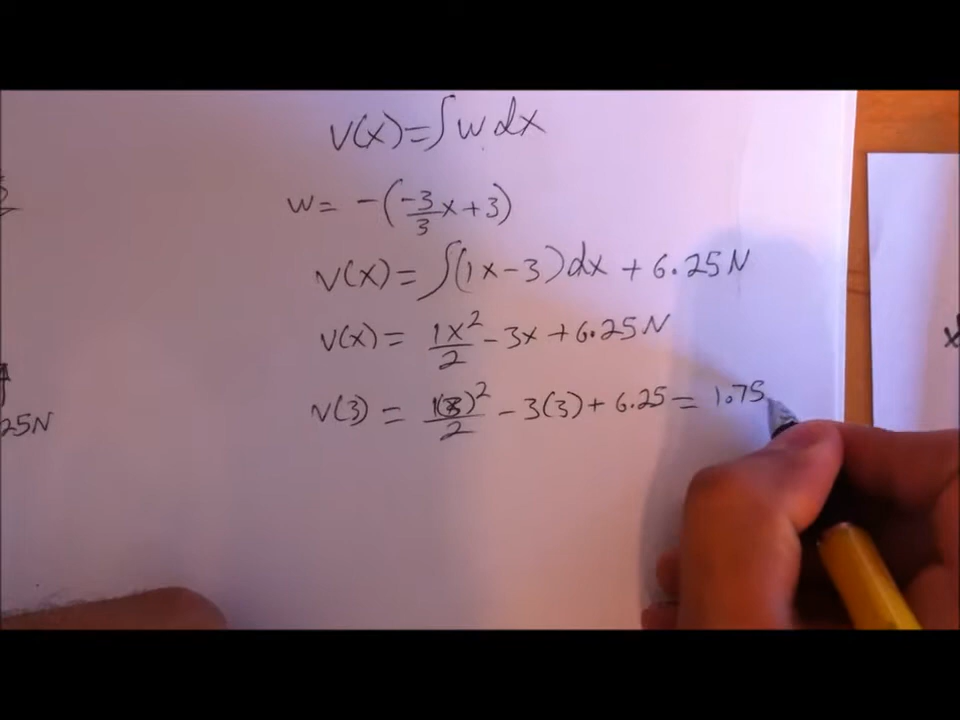 V(x)=∫w dx
w= -(-3/3 x+3)
V(x)=∫(1x-3)dx + 6.25N
V(x)= 1x²/2 - 3x + 6.25N
V(3) = 1(3)²/2 - 3(3) + 6.25 = 1.75
25N